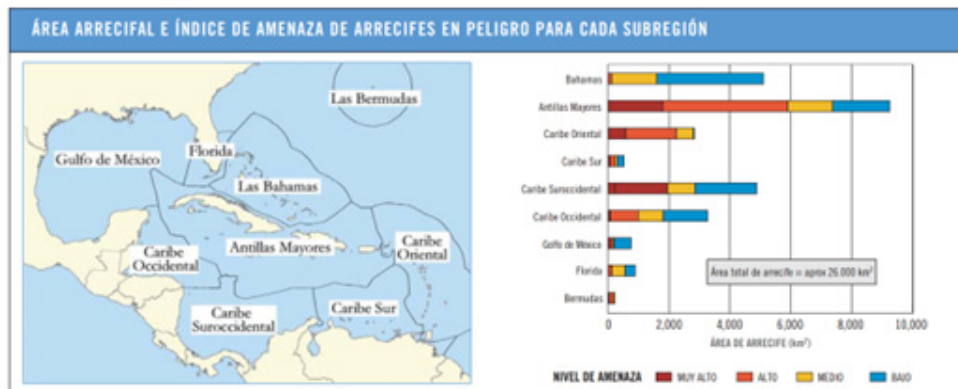 ÁREA ARRECIFAL E ÍNDICE DE AMENAZA DE ARRECIFES EN PELIGRO PARA CADA SUBREGIÓN
Las Bermudas
Gulfo de México
Florida
Las Bahamas
Antillas Mayores
Caribe
Oriental
Caribe
Occidental
Caribe
Suroccidental
Caribe Sur
Bahamas
Antillas Mayores
Caribe Oriental
Caribe Sur
Caribe Suroccidental
Caribe Occidental
Golfo de México
Florida
Bermudas
Área total de arrecife = aprox 26.000 km²
0 2,000 4,000 6,000 8,000 10,000
ÁREA DE ARRECIFE (km²)
NIVEL DE AMENAZA MUY ALTO ALTO MEDIO BAJO